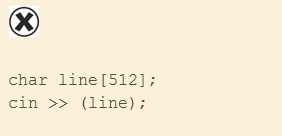 char line[512];
cin >> (line);